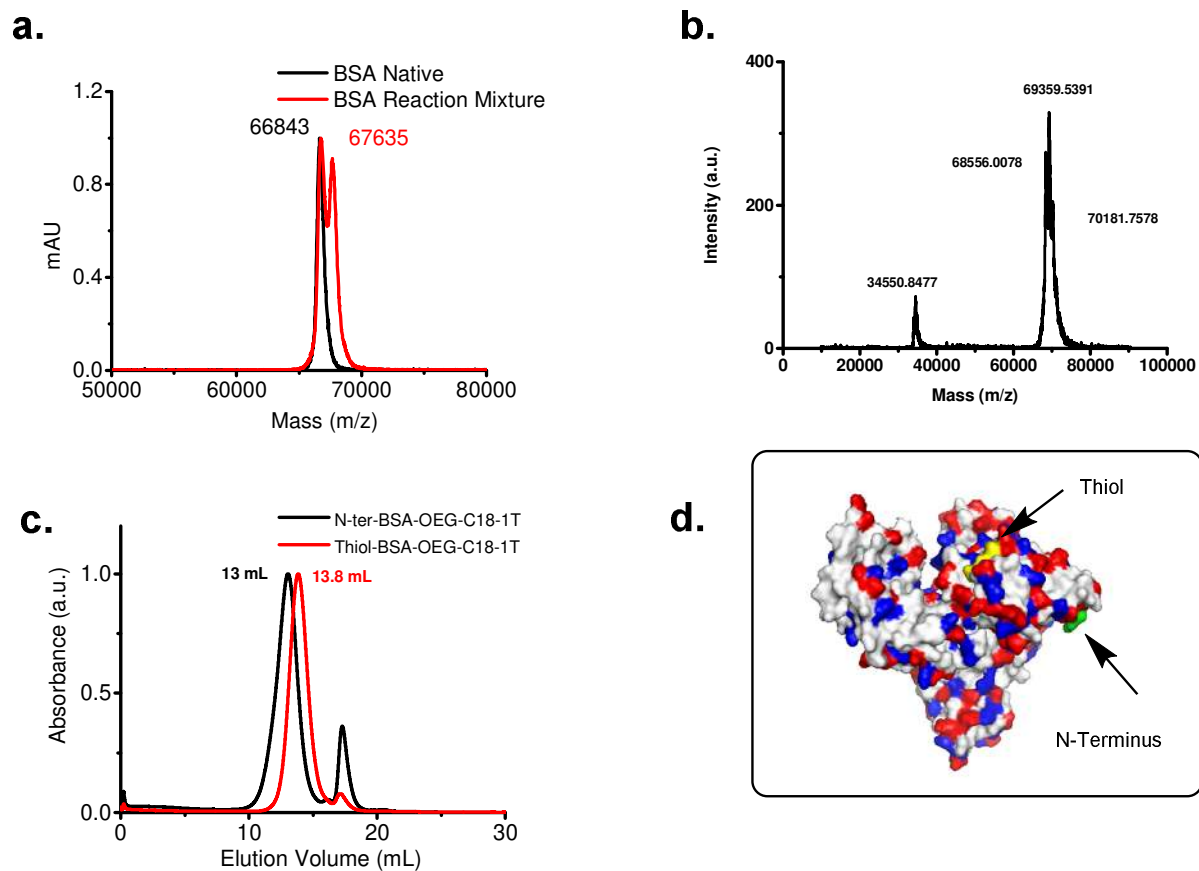 a.
BSA Native
BSA Reaction Mixture
1.2
66843
67635
0.8
0.4
0.0
mAU
50000 60000 70000 80000
Mass (m/z)
b.
400
69359.5391
68556.0078
200
70181.7578
34550.8477
0
Intensity (a.u.)
0 20000 40000 60000 80000 100000
Mass (m/z)
c.
N-ter-BSA-OEG-C18-1T
Thiol-BSA-OEG-C18-1T
1.0
13 mL
13.8 mL
0.5
0.0
Absorbance (a.u.)
0 10 20 30
Elution Volume (mL)
d.
Thiol
N-Terminus